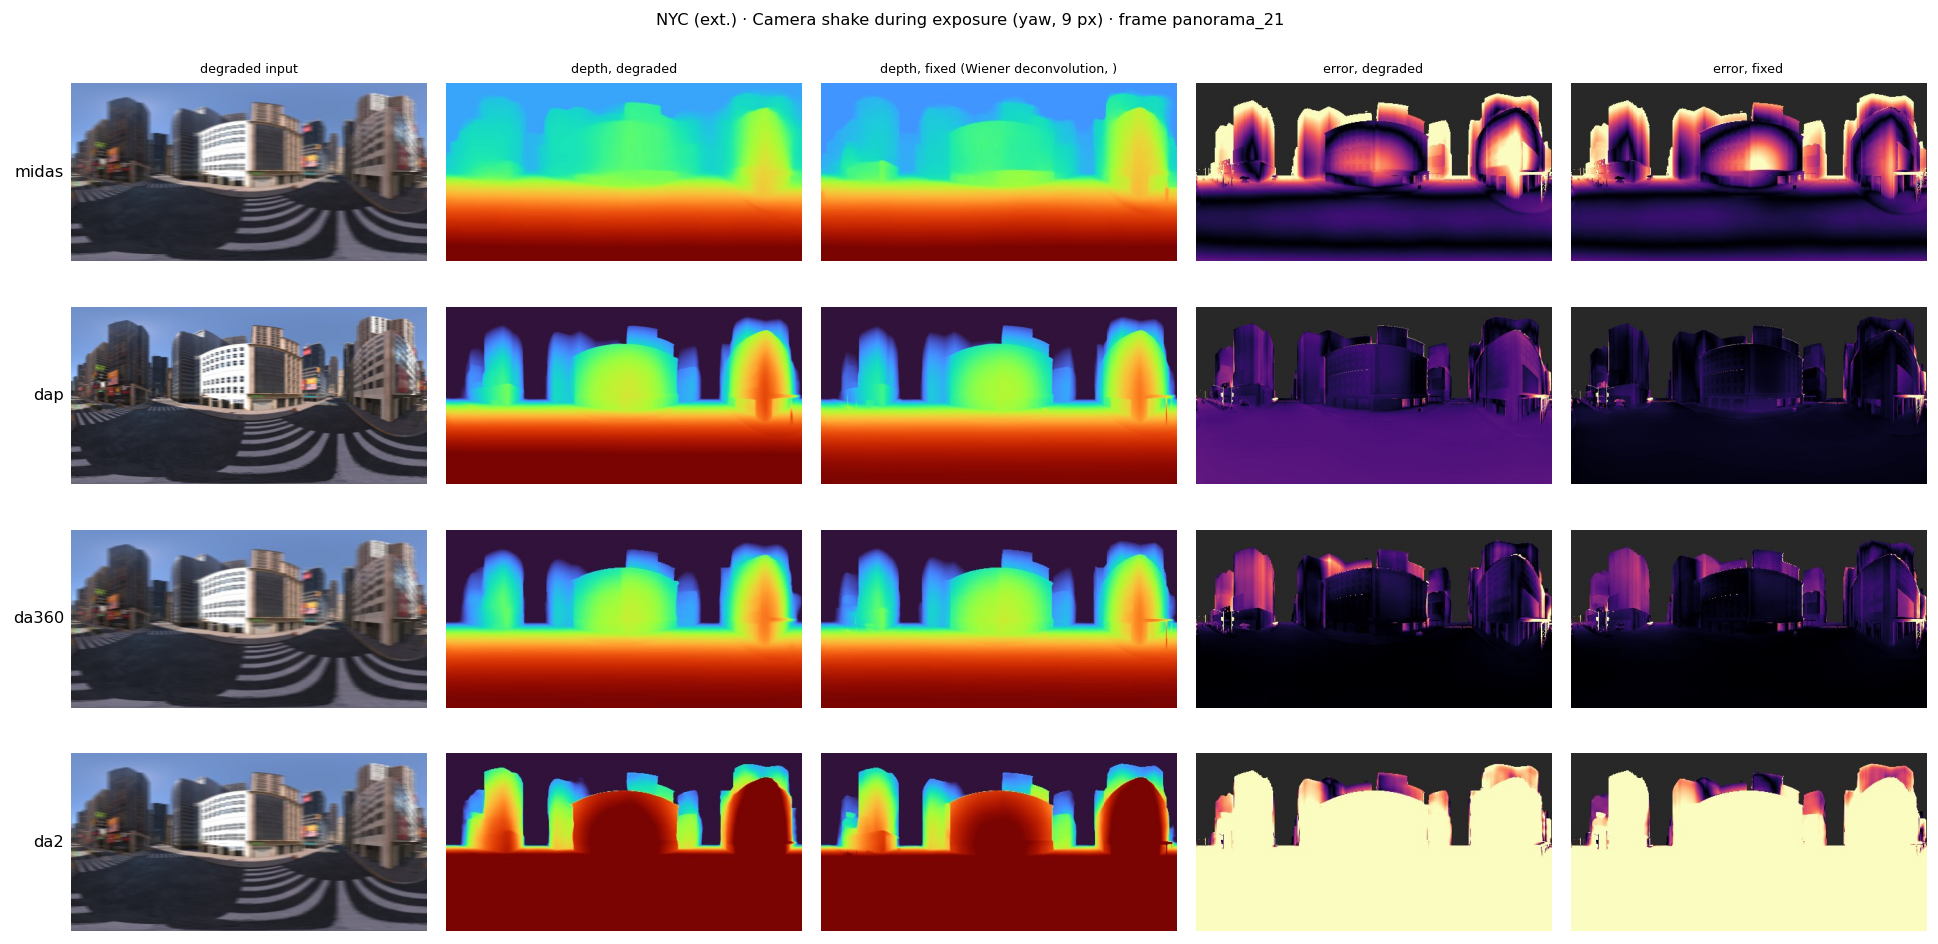 NYC (ext.) · Camera shake during exposure (yaw, 9 px) · frame panorama_21
degraded input
depth, degraded
depth, fixed (Wiener deconvolution, )
error, degraded
error, fixed
midas
dap
da360
da2